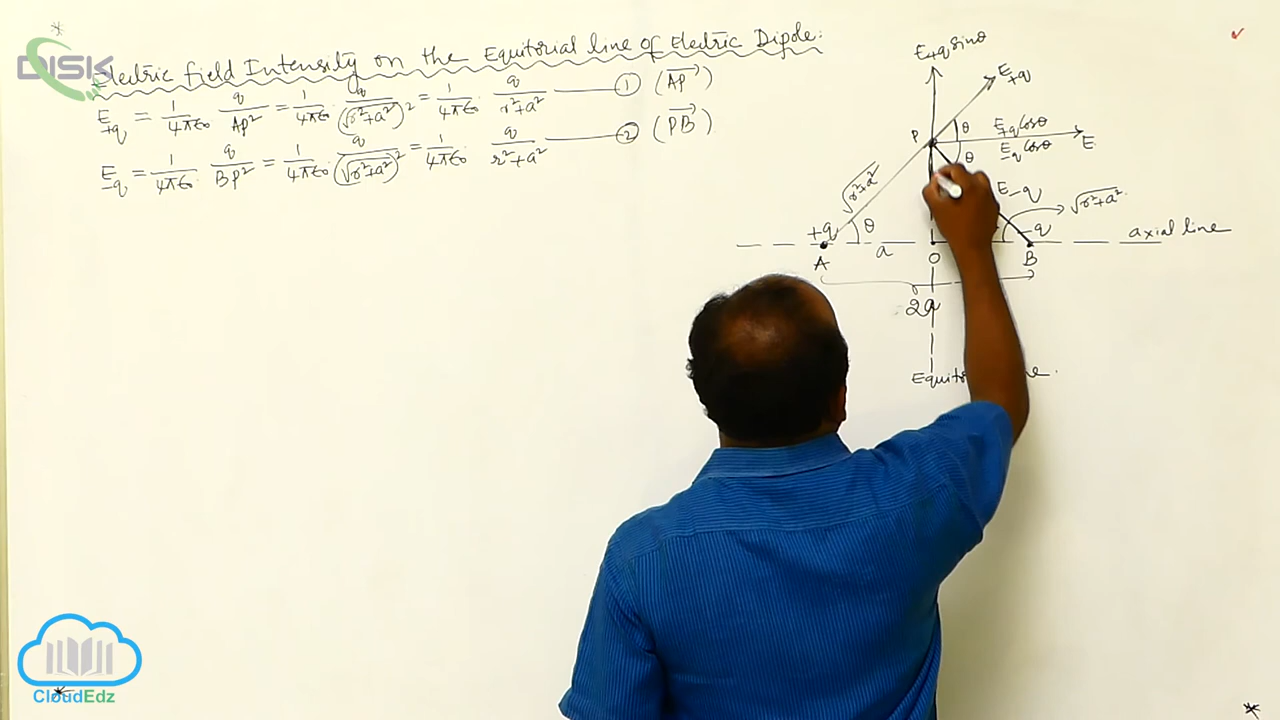 DISK
Electric field Intensity on the Equitorial line of Electric Dipole:
E+q = 1/4πε0 . q/AP² = 1/4πε0 . q/(√r²+a²)² = 1/4πε0 . q/r²+a² —— ① (AP→)
E-q = 1/4πε0 . q/BP² = 1/4πε0 . q/(√r²+a²)² = 1/4πε0 . q/r²+a² —— ② (PB→)
E+q sinθ
E+q
P θ E+q cosθ
E-q cosθ E
θ
√r²+a² E-q √r²+a²
+q θ -q axial line
A a O B
2a
CloudEdz